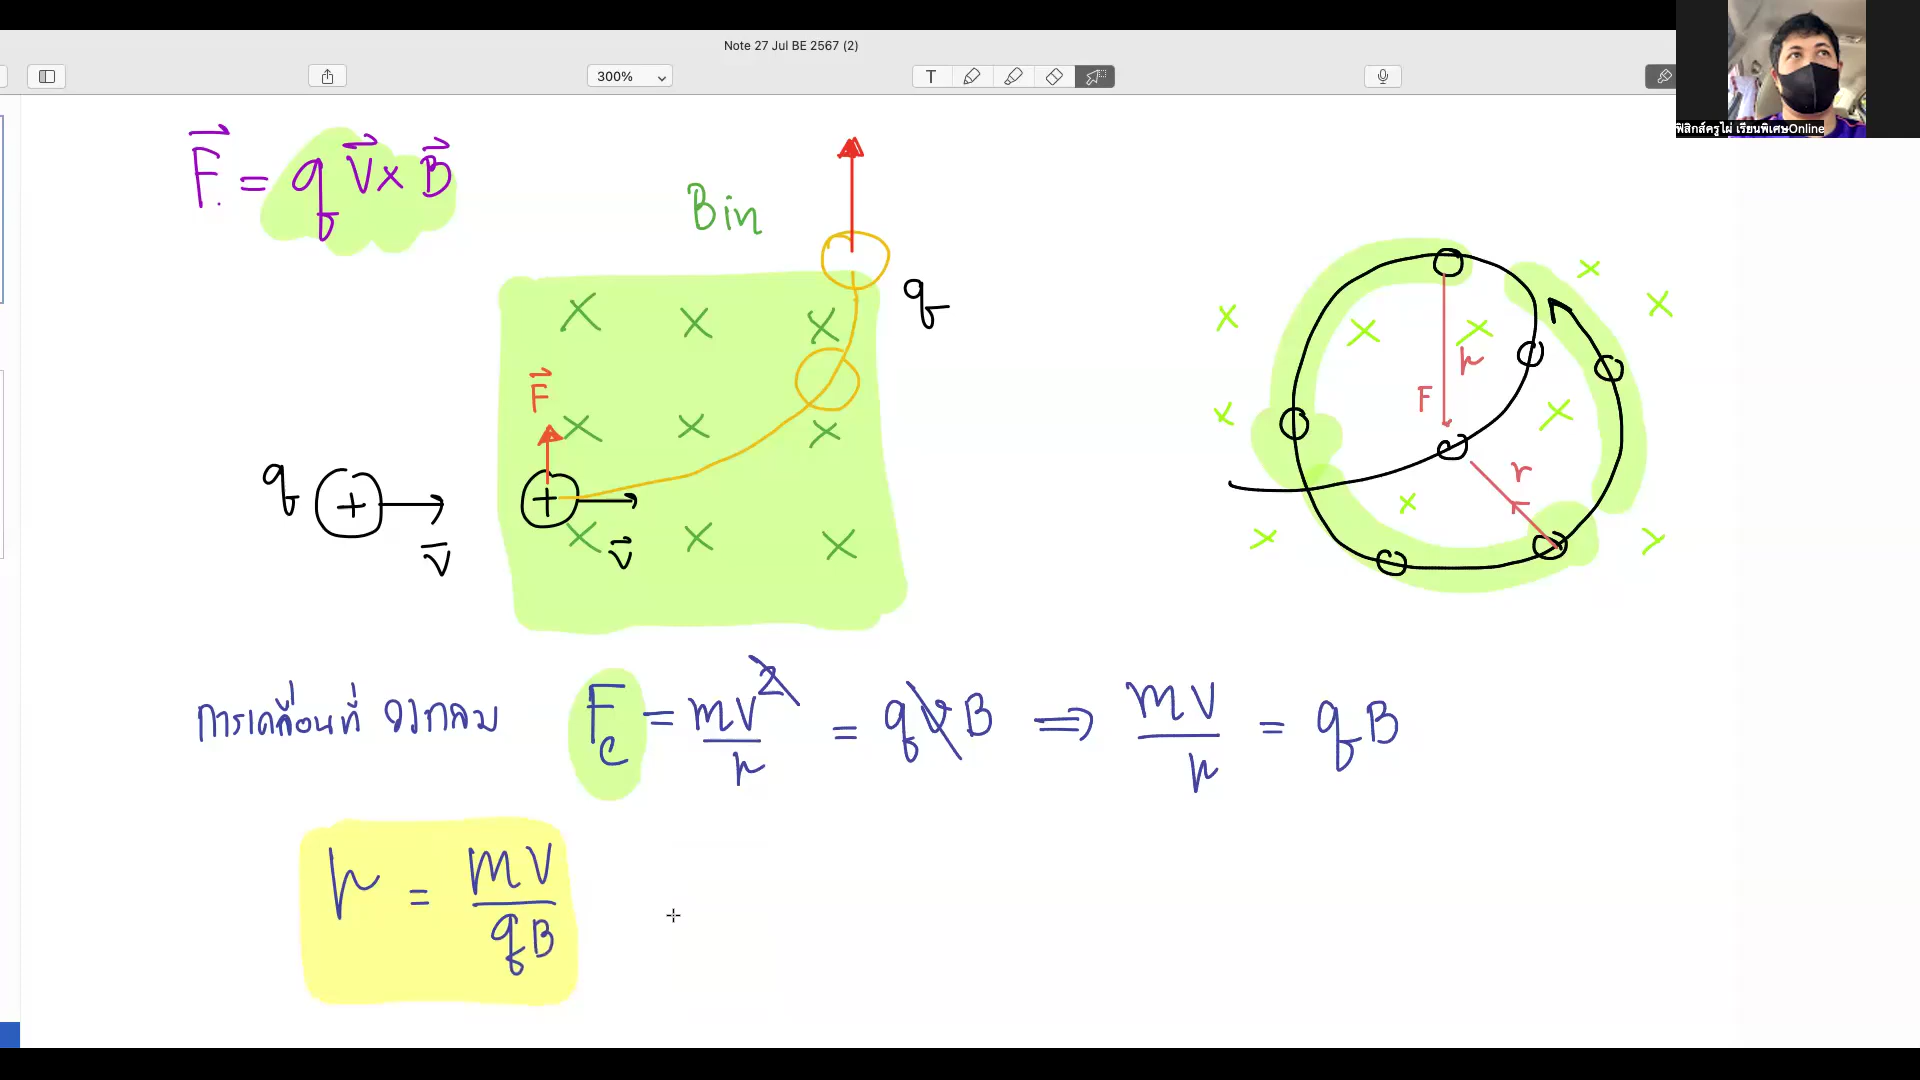 Note 27 Jul BE 2567 (2)
300%
T
ฟิสิกส์ครูไผ่ เรียนพิเศษOnline
F = q V × B
B in
q
F
r
F
r
q + V
+ V
การเคลื่อนที่ วงกลม Fc = mv²/r = qvB ⇒ mv/r = qB
r = mv/qB